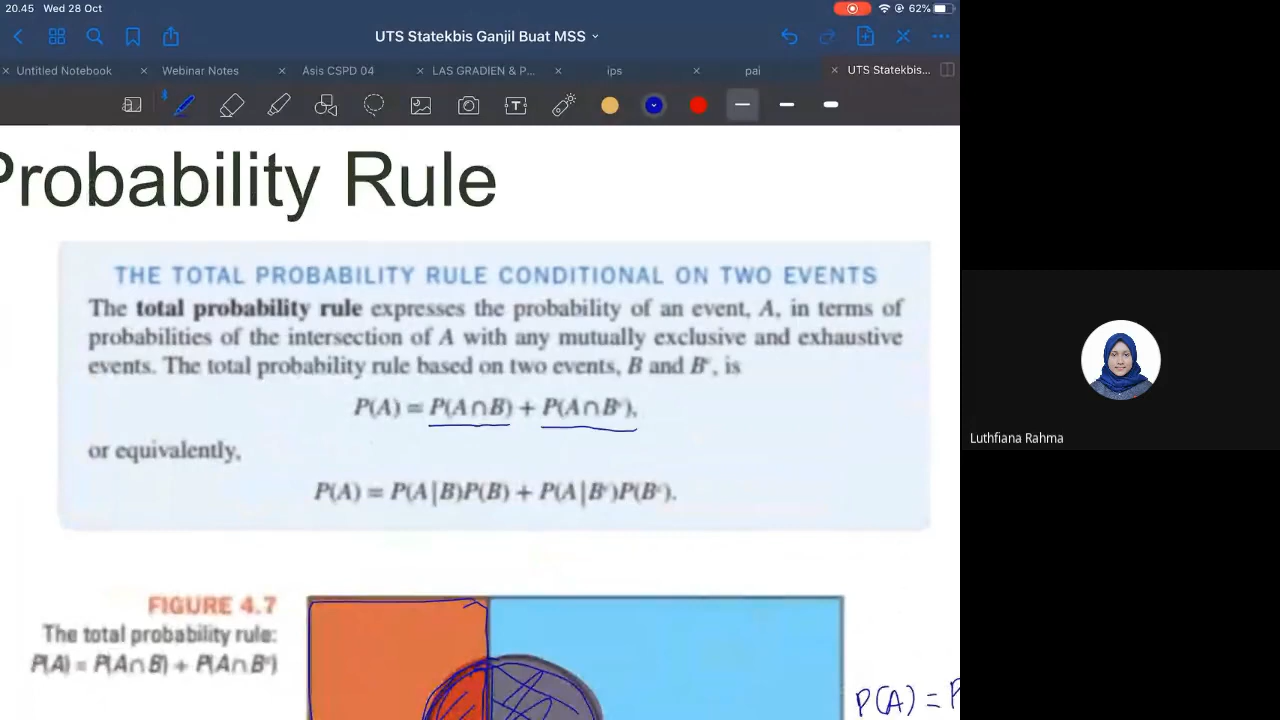 20.45 Wed 28 Oct
62%
UTS Statekbis Ganjil Buat MSS
Untitled Notebook
Webinar Notes
Asis CSPD 04
LAS GRADIEN & P...
ips
pai
UTS Statekbis...
Probability Rule
THE TOTAL PROBABILITY RULE CONDITIONAL ON TWO EVENTS
The total probability rule expresses the probability of an event, A, in terms of
probabilities of the intersection of A with any mutually exclusive and exhaustive
events. The total probability rule based on two events, B and Bᶜ, is
P(A) = P(A∩B) + P(A∩Bᶜ),
or equivalently,
P(A) = P(A|B)P(B) + P(A|Bᶜ)P(Bᶜ).
FIGURE 4.7
The total probability rule:
P(A) = P(A∩B) + P(A∩Bᶜ)
P(A) = P
Luthfiana Rahma